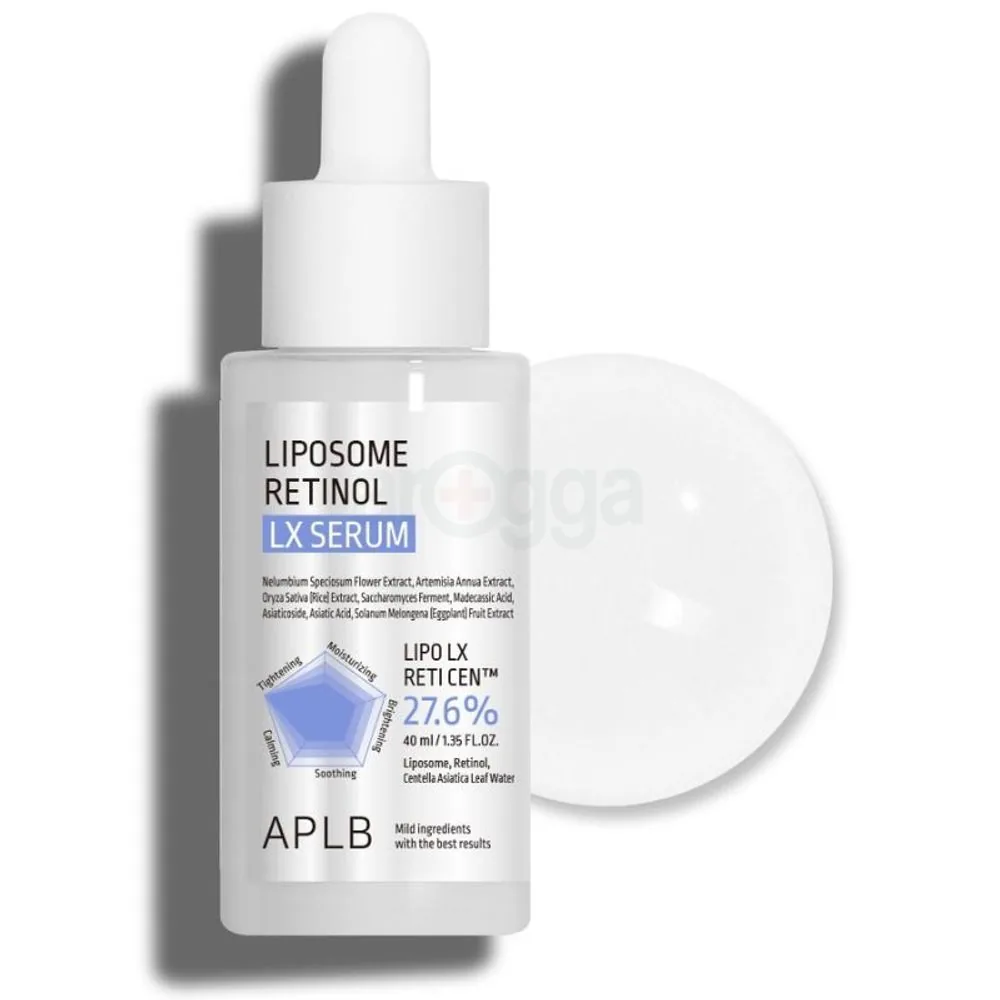 LIPOSOME
RETINOL
LX SERUM
Nelumbium Speciosum Flower Extract, Artemisia Annua Extract,
Oryza Sativa (Rice) Extract, Saccharomyces Ferment, Madecassic Acid,
Asiaticoside, Asiatic Acid, Solanum Melongena (Eggplant) Fruit Extract
Tightening
Moisturizing
Brightening
Calming
Soothing
LIPO LX
RETI CEN™
27.6%
40 ml / 1.35 FL.OZ.
Liposome, Retinol,
Centella Asiatica Leaf Water
APLB
Mild ingredients
with the best results